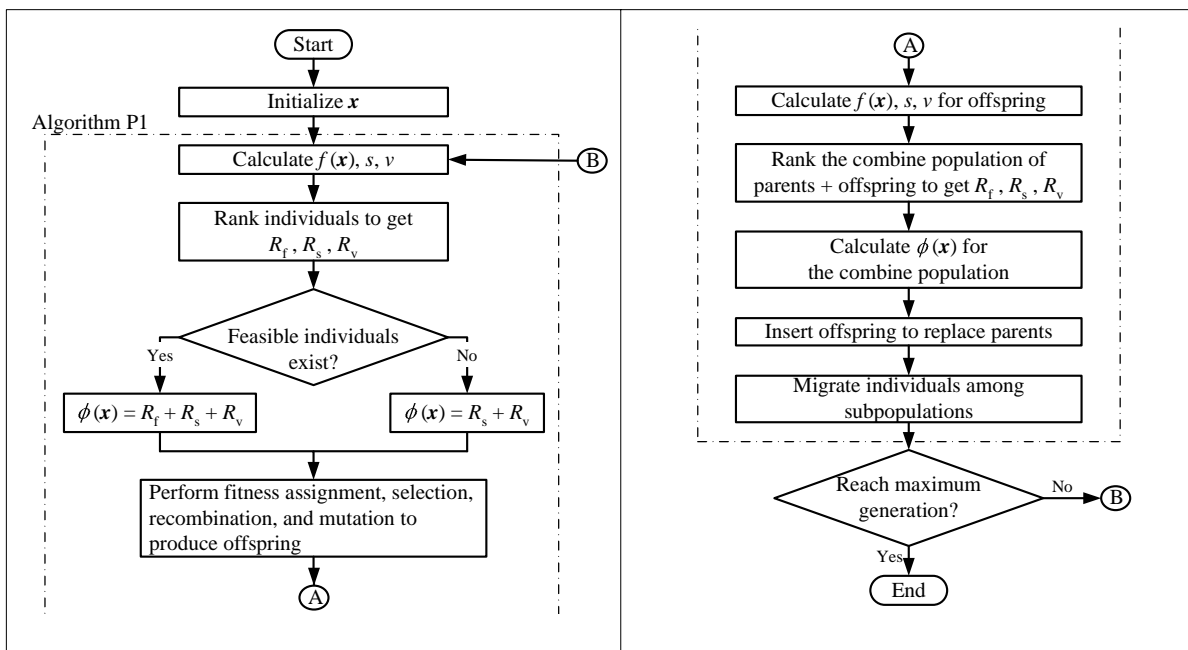 Start
Initialize x
Algorithm P1
Calculate f (x), s, v
B
Rank individuals to get
R_f , R_s , R_v
Feasible individuals
exist?
Yes
No
ϕ (x) = R_f + R_s + R_v
ϕ (x) = R_s + R_v
Perform fitness assignment, selection,
recombination, and mutation to
produce offspring
A
A
Calculate f (x), s, v for offspring
Rank the combine population of
parents + offspring to get R_f , R_s , R_v
Calculate ϕ (x) for
the combine population
Insert offspring to replace parents
Migrate individuals among
subpopulations
Reach maximum
generation?
No
B
Yes
End